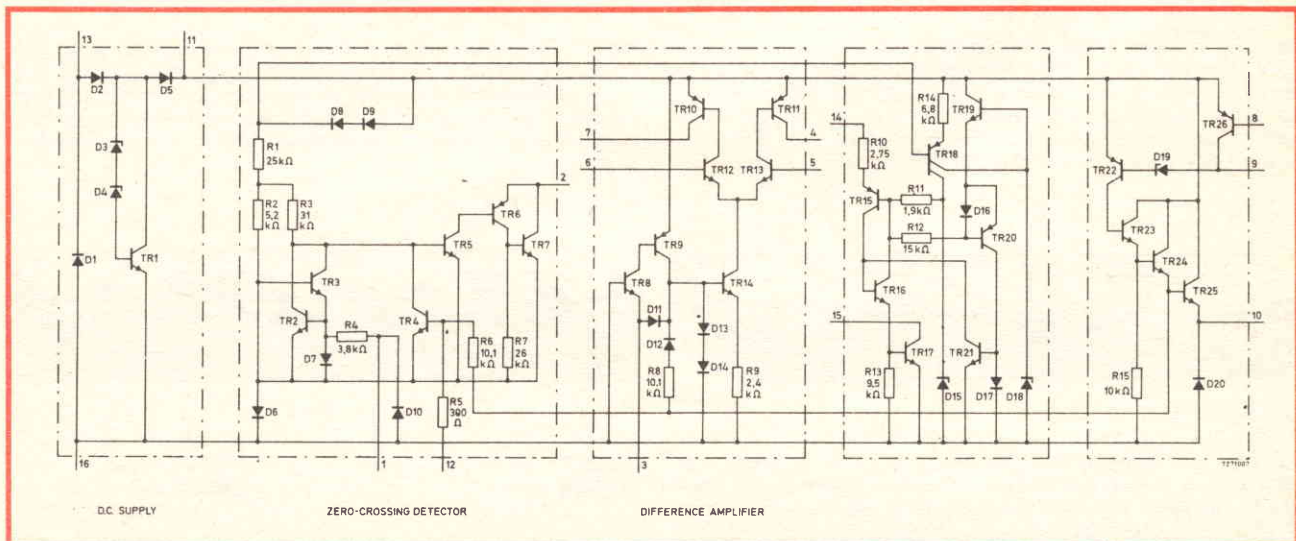 13
11
D2
D5
D3
D4
D1
TR1
16
D8
D9
R1
25kΩ
R2
5,2
kΩ
R3
31
kΩ
2
TR6
TR5
TR7
TR3
TR2
TR4
R4
3,8kΩ
D7
R6
10,1
kΩ
R7
26
kΩ
D6
D10
R5
390
Ω
1
12
TR10
TR11
7
4
6
5
TR12
TR13
TR9
TR8
TR14
D11
D12
D13
D14
R8
10,1
kΩ
R9
2,4
kΩ
3
14
R10
2,75
kΩ
R14
6,8
kΩ
TR19
TR18
TR15
R11
1,9kΩ
R12
15 kΩ
D16
TR20
TR16
15
TR17
TR21
R13
9,5
kΩ
D15
D17
D18
TR26
8
9
TR22
D19
TR23
TR24
TR25
10
R15
10kΩ
D20
D.C. SUPPLY
ZERO-CROSSING DETECTOR
DIFFERENCE AMPLIFIER